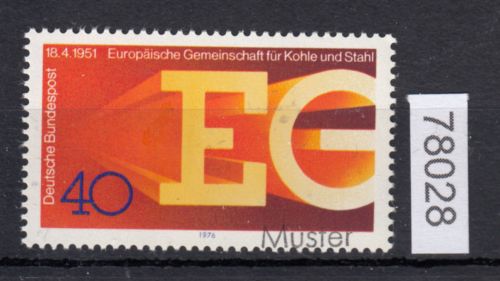 18.4.1951 Europäische Gemeinschaft für Kohle und Stahl
Deutsche Bundespost
EG
40
1976
Muster
78028